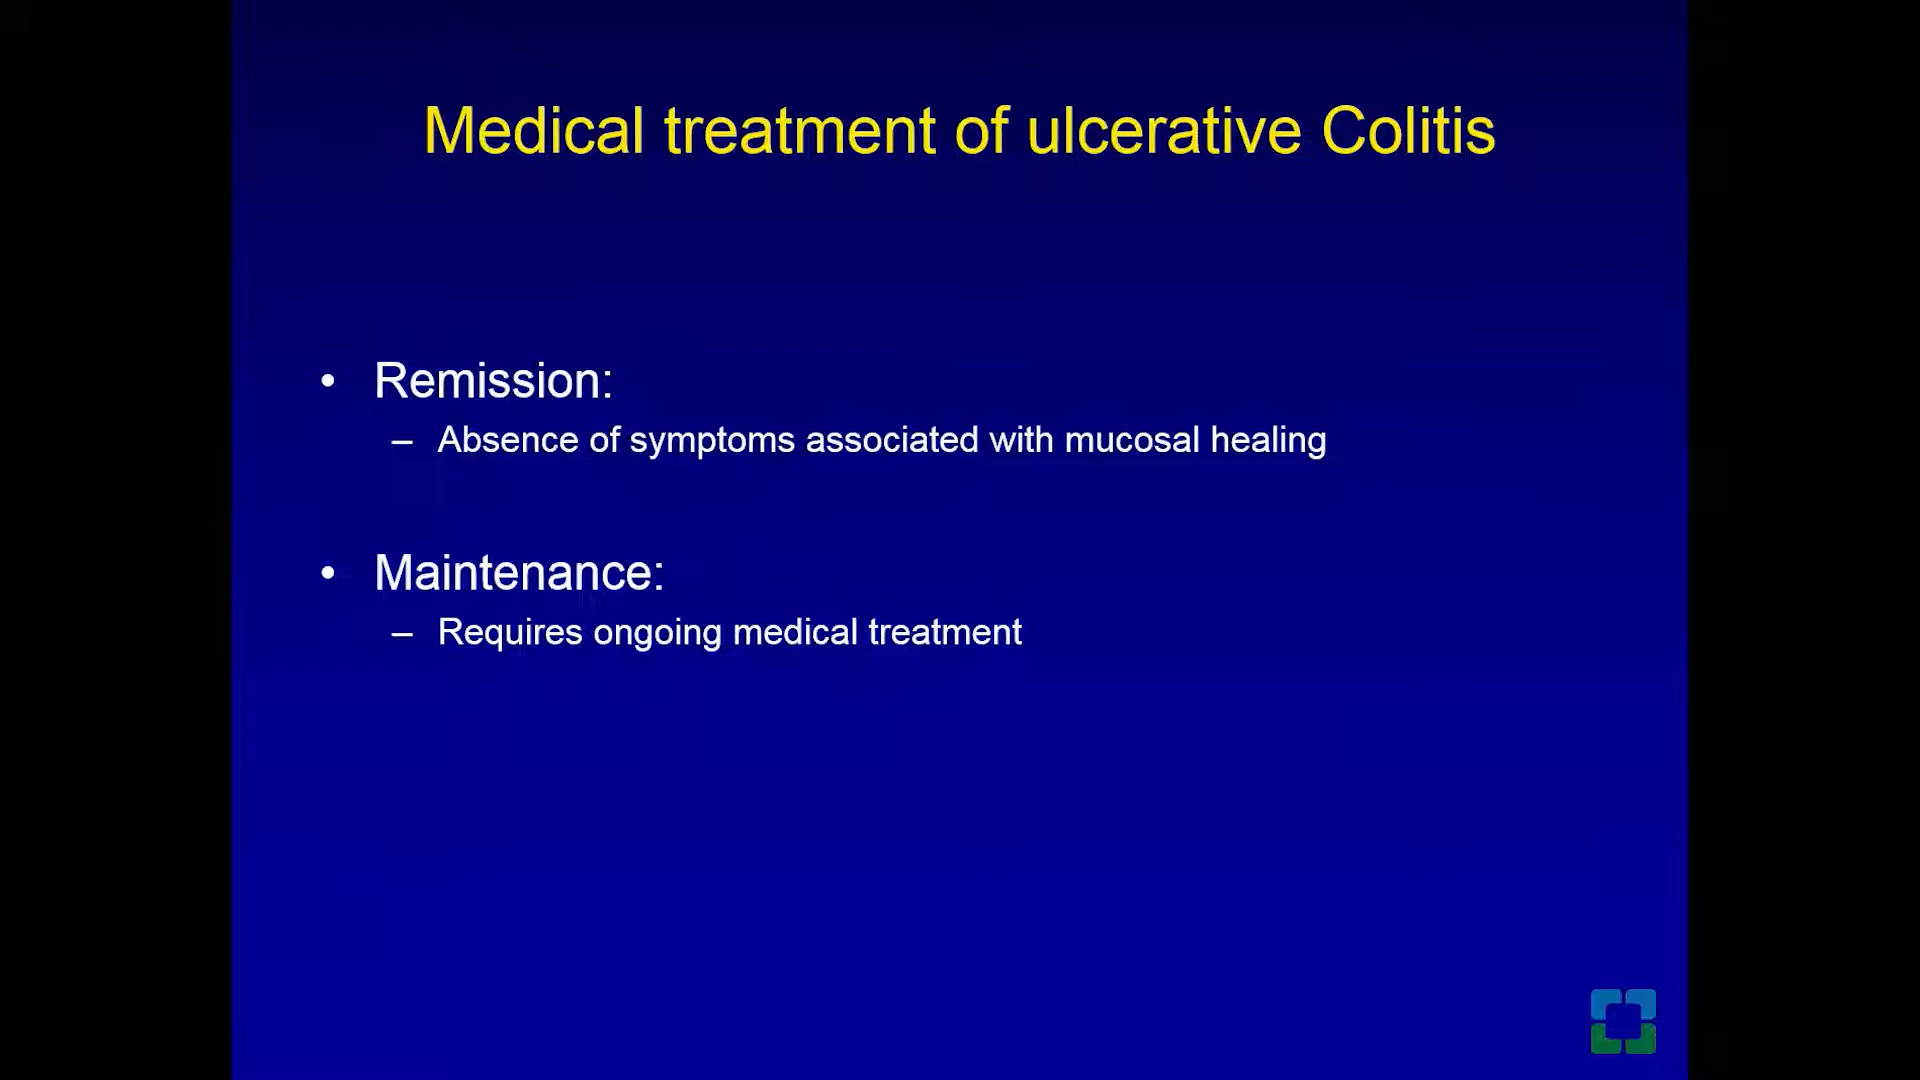 Medical treatment of ulcerative Colitis
• Remission:
– Absence of symptoms associated with mucosal healing
• Maintenance:
– Requires ongoing medical treatment